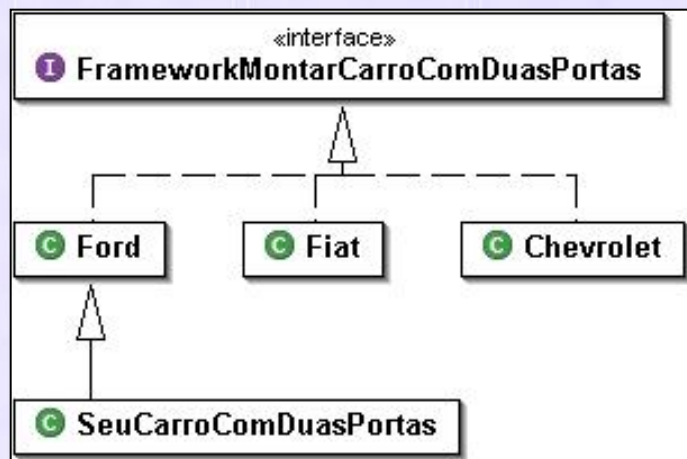 «interface»
I FrameworkMontarCarroComDuasPortas
C Ford
C Fiat
C Chevrolet
C SeuCarroComDuasPortas